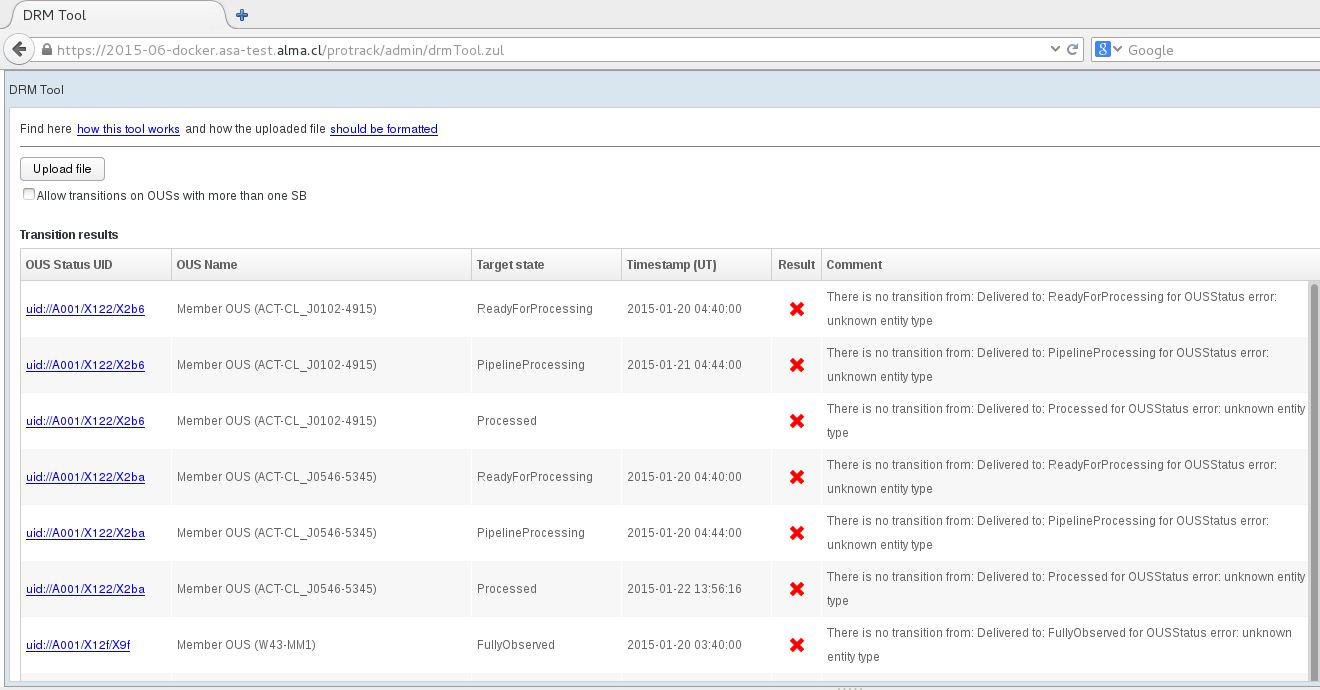 DRM Tool
https://2015-06-docker.asa-test.alma.cl/protrack/admin/drmTool.zul
8 Google
DRM Tool
Find here how this tool works and how the uploaded file should be formatted
Upload file
Allow transitions on OUSs with more than one SB
Transition results
OUS Status UID OUS Name Target state Timestamp (UT) Result Comment
uid://A001/X122/X2b6 Member OUS (ACT-CL_J0102-4915) ReadyForProcessing 2015-01-20 04:40:00 There is no transition from: Delivered to: ReadyForProcessing for OUSStatus error:
unknown entity type
uid://A001/X122/X2b6 Member OUS (ACT-CL_J0102-4915) PipelineProcessing 2015-01-21 04:44:00 There is no transition from: Delivered to: PipelineProcessing for OUSStatus error:
unknown entity type
uid://A001/X122/X2b6 Member OUS (ACT-CL_J0102-4915) Processed There is no transition from: Delivered to: Processed for OUSStatus error: unknown entity
type
uid://A001/X122/X2ba Member OUS (ACT-CL_J0546-5345) ReadyForProcessing 2015-01-20 04:40:00 There is no transition from: Delivered to: ReadyForProcessing for OUSStatus error:
unknown entity type
uid://A001/X122/X2ba Member OUS (ACT-CL_J0546-5345) PipelineProcessing 2015-01-20 04:44:00 There is no transition from: Delivered to: PipelineProcessing for OUSStatus error:
unknown entity type
uid://A001/X122/X2ba Member OUS (ACT-CL_J0546-5345) Processed 2015-01-22 13:56:16 There is no transition from: Delivered to: Processed for OUSStatus error: unknown entity
type
uid://A001/X12f/X9f Member OUS (W43-MM1) FullyObserved 2015-01-20 03:40:00 There is no transition from: Delivered to: FullyObserved for OUSStatus error: unknown
entity type